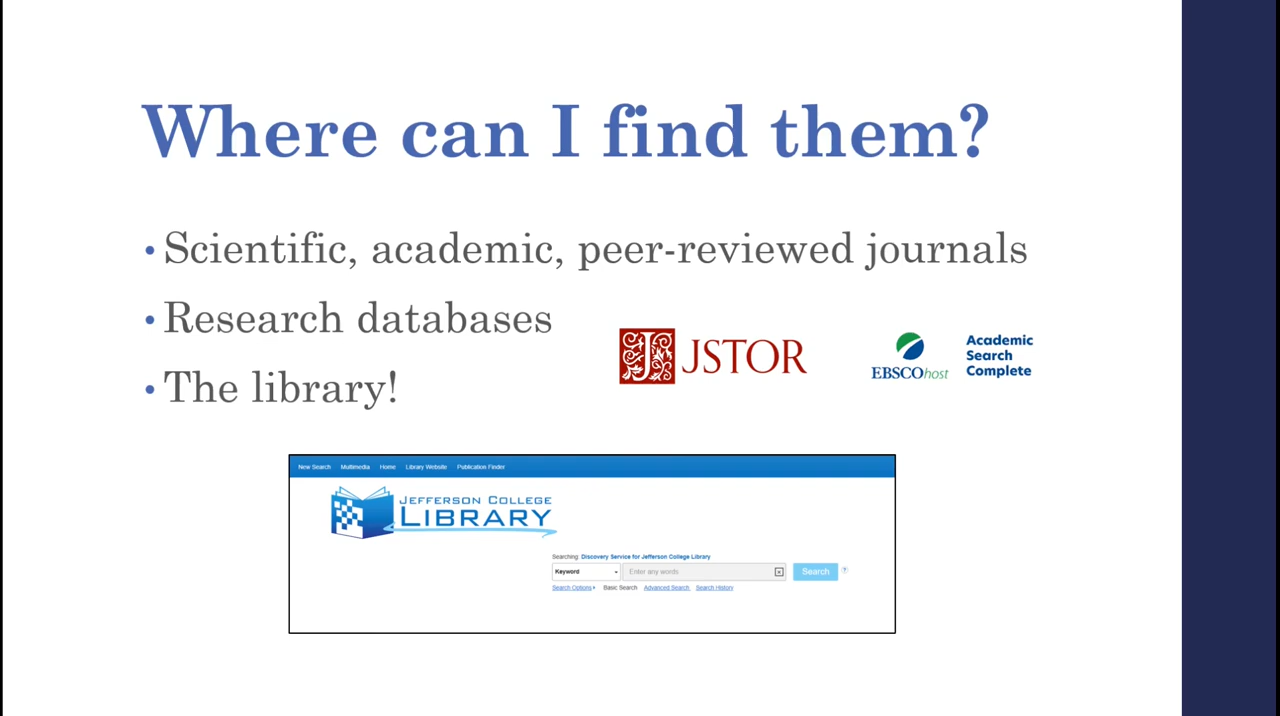 Where can I find them?
• Scientific, academic, peer-reviewed journals
• Research databases
• The library!
JSTOR
EBSCOhost
Academic
Search
Complete
New Search Multimedia Home Library Website Publication Finder
JEFFERSON COLLEGE
LIBRARY
Searching: Discovery Service for Jefferson College Library
Keyword Enter any words Search ?
Search Options Basic Search Advanced Search Search History